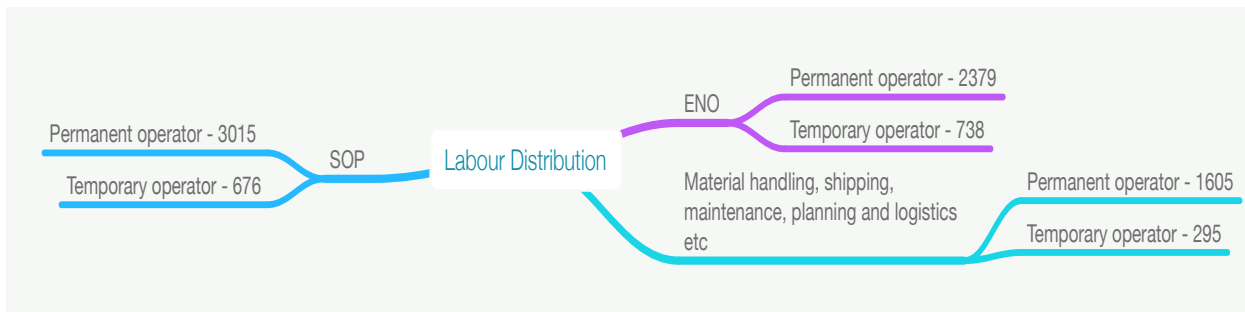 Labour Distribution
SOP
Permanent operator - 3015
Temporary operator - 676
ENO
Permanent operator - 2379
Temporary operator - 738
Material handling, shipping,
maintenance, planning and logistics
etc
Permanent operator - 1605
Temporary operator - 295